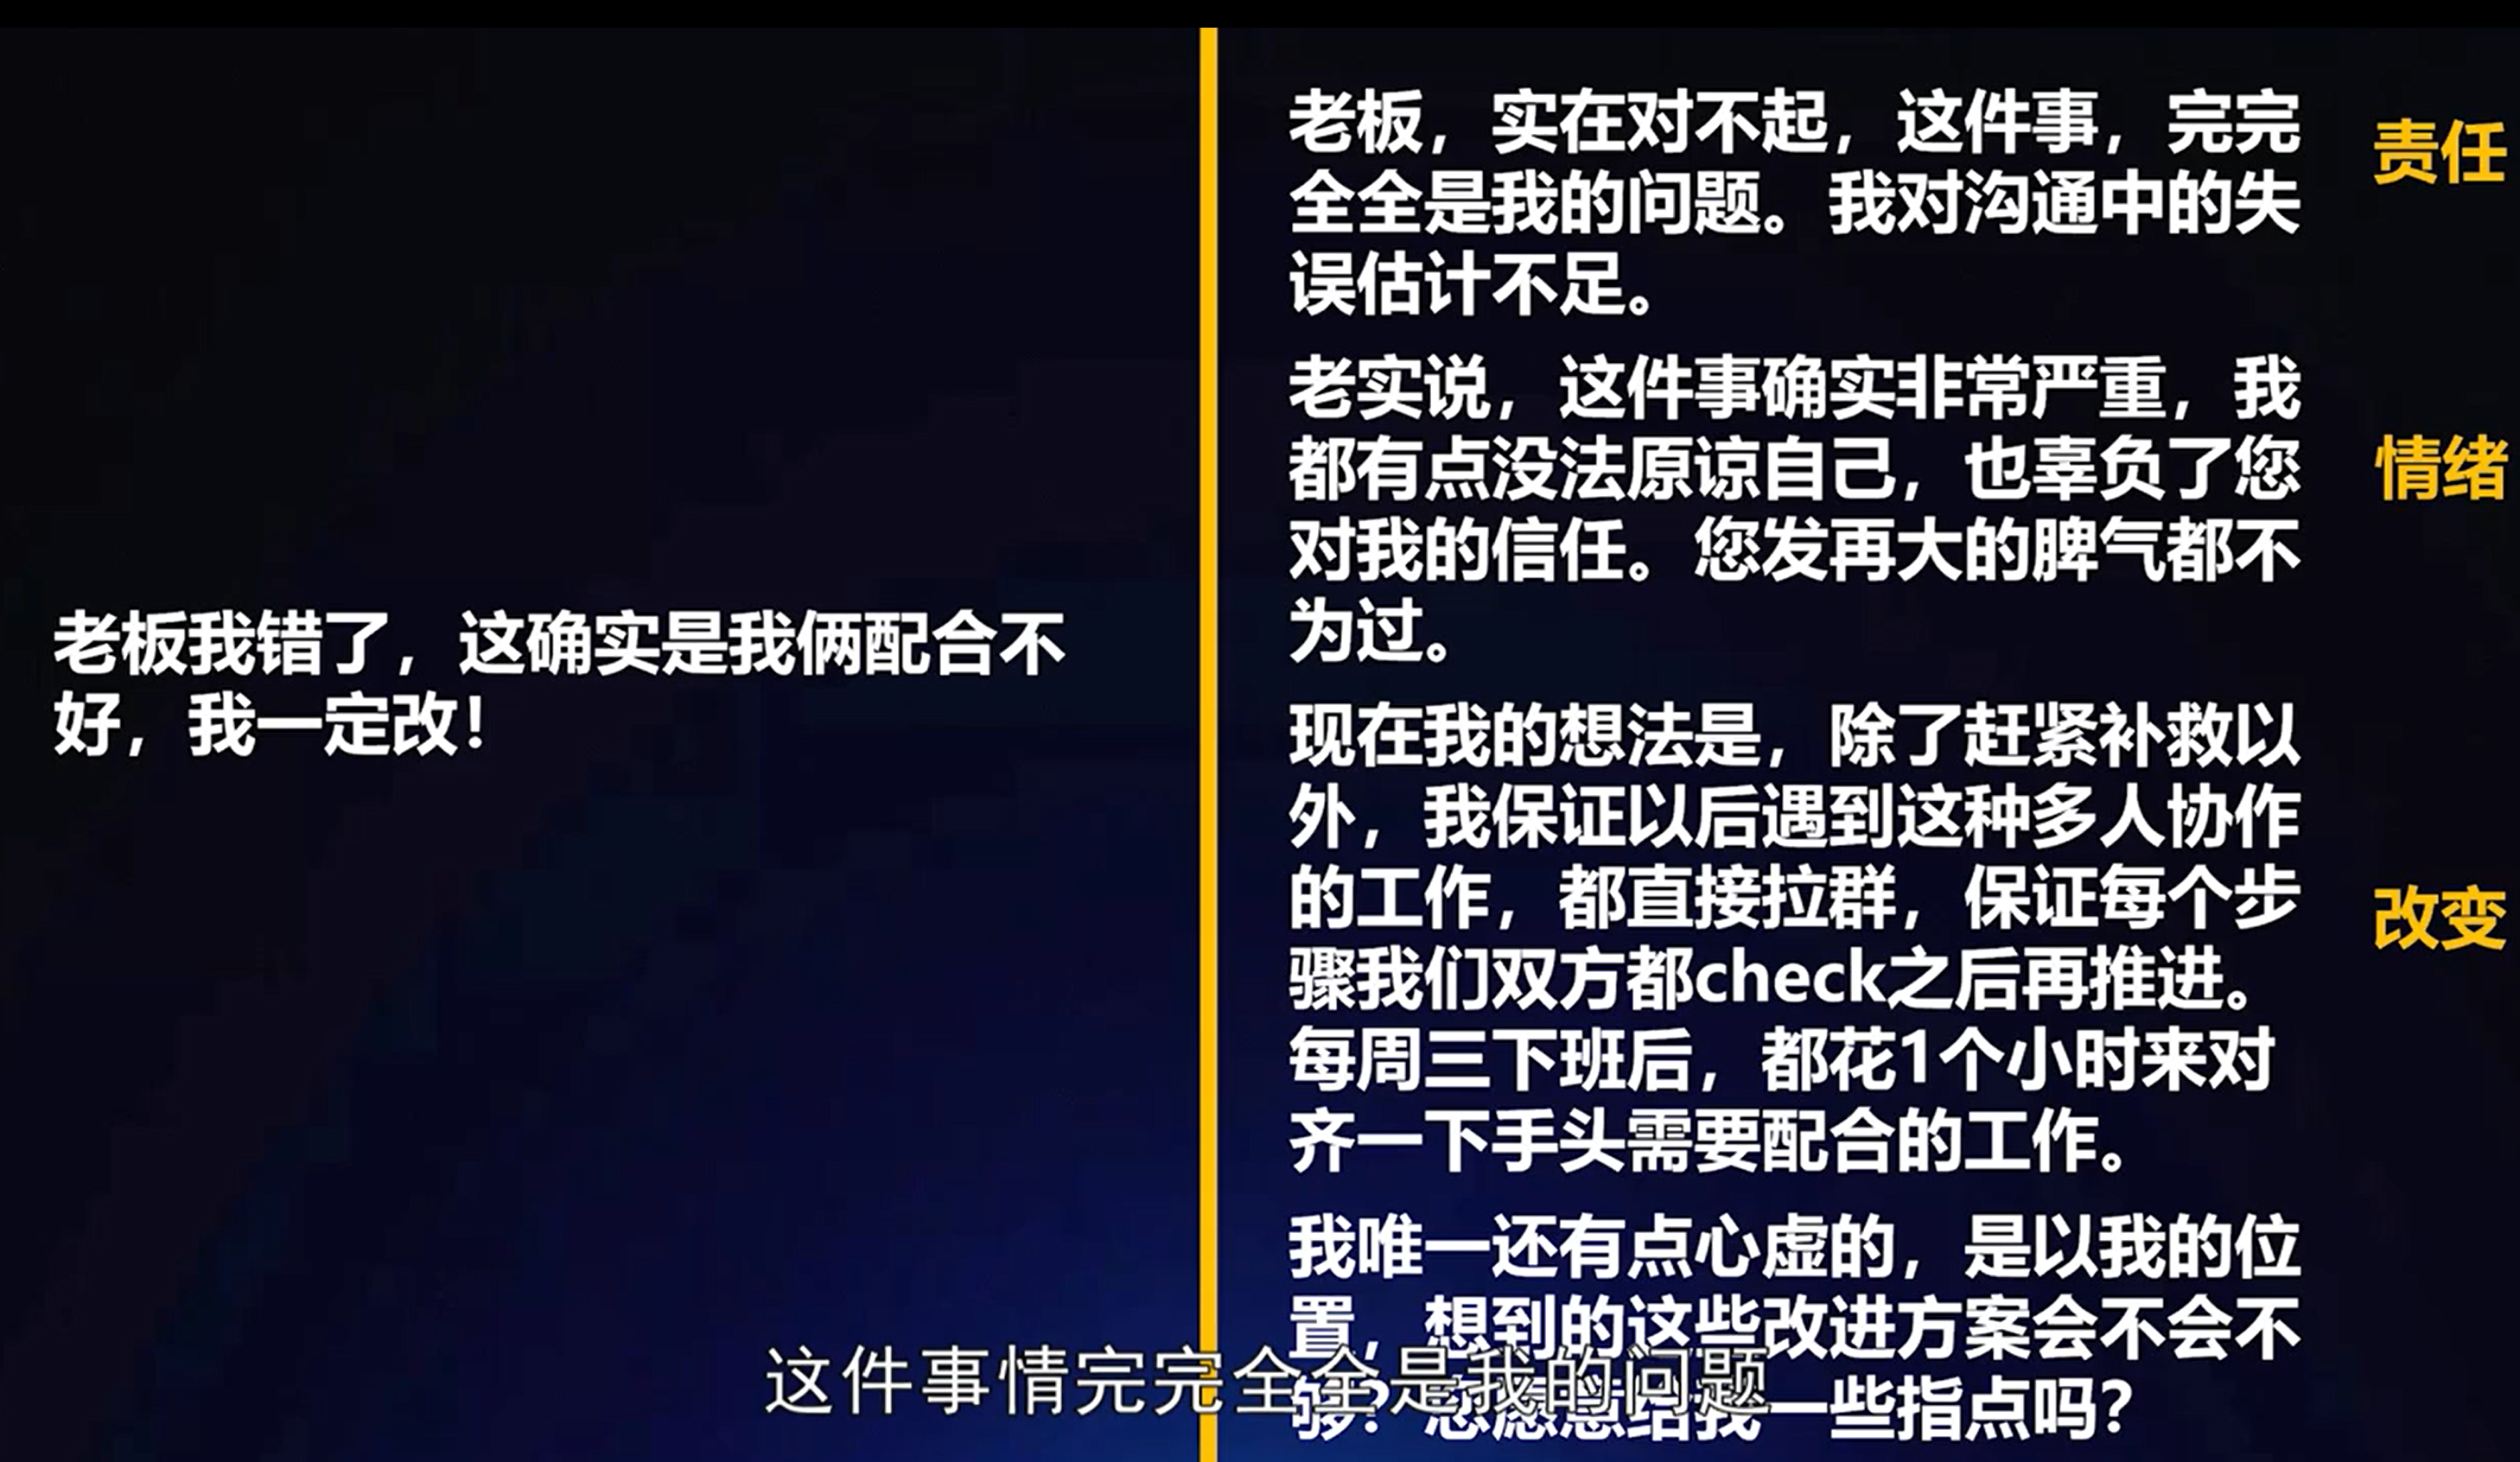 老板我错了，这确实是我俩配合不
好，我一定改！
老板，实在对不起，这件事，完完
全全是我的问题。我对沟通中的失
误估计不足。
责任
老实说，这件事确实非常严重，我
都有点没法原谅自己，也辜负了您
对我的信任。您发再大的脾气都不
为过。
情绪
现在我的想法是，除了赶紧补救以
外，我保证以后遇到这种多人协作
的工作，都直接拉群，保证每个步
骤我们双方都check之后再推进。
每周三下班后，都花1个小时来对
齐一下手头需要配合的工作。
改变
我唯一还有点心虚的，是以我的位
置，想到的这些改进方案会不会不
够？您愿意给我一些指点吗？
这件事情完完全全是我的问题